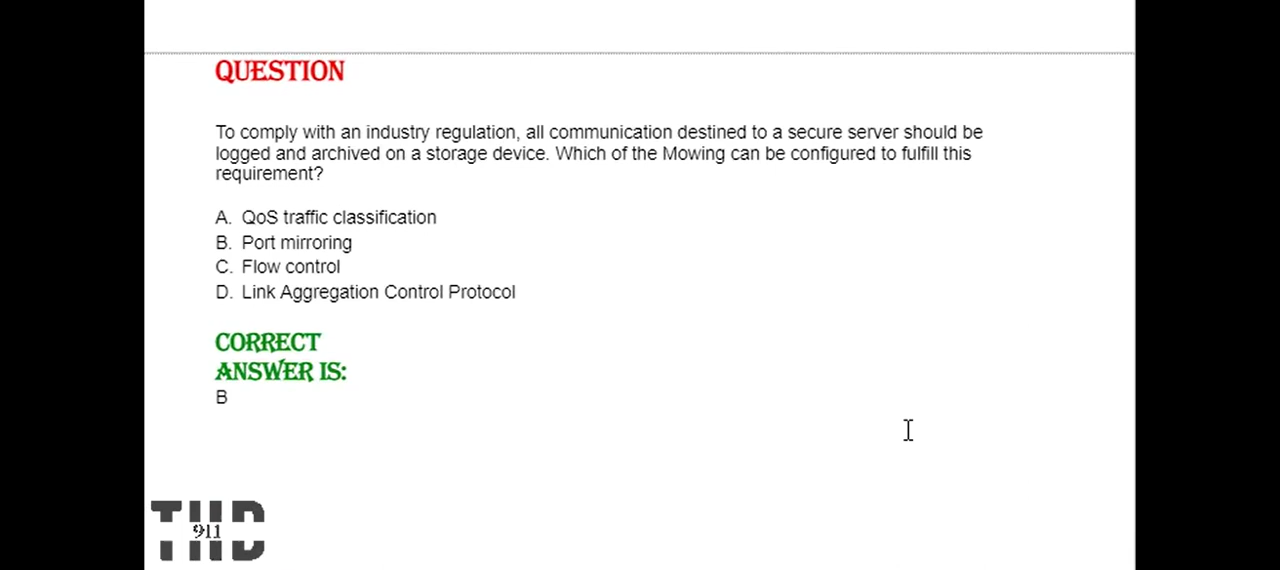 QUESTION
To comply with an industry regulation, all communication destined to a secure server should be
logged and archived on a storage device. Which of the Mowing can be configured to fulfill this
requirement?
A. QoS traffic classification
B. Port mirroring
C. Flow control
D. Link Aggregation Control Protocol
CORRECT
ANSWER IS:
B
THD
911